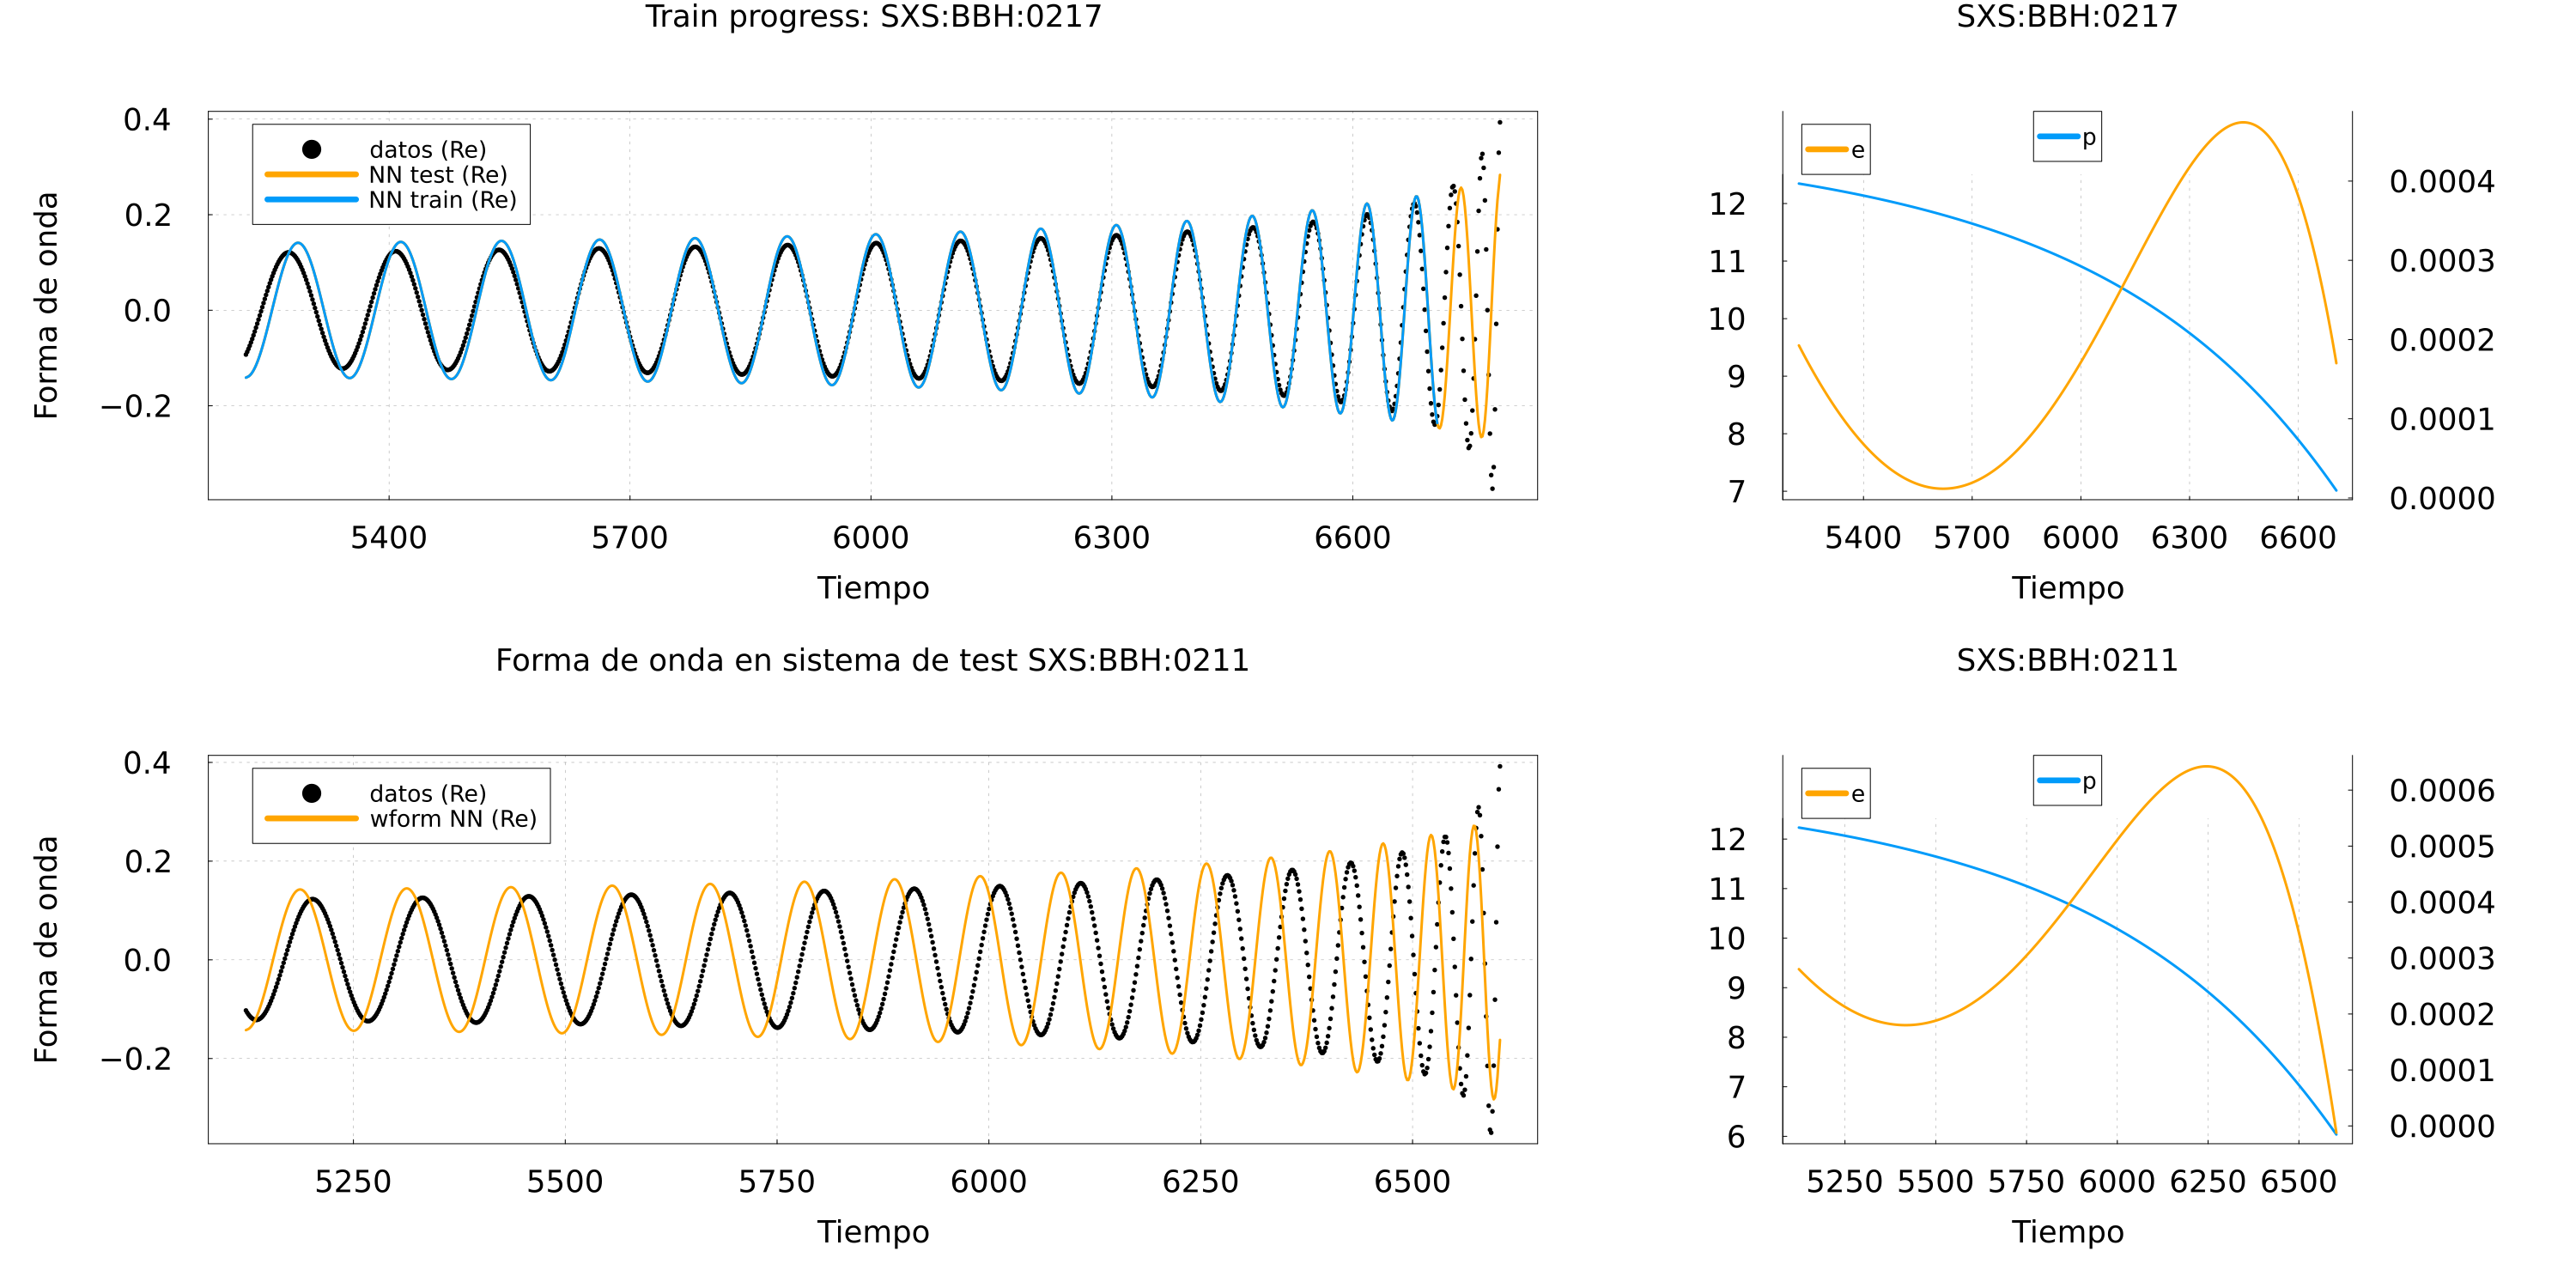 Train progress: SXS:BBH:0217
Forma de onda
0.4
0.2
0.0
−0.2
datos (Re)
NN test (Re)
NN train (Re)
5400 5700 6000 6300 6600
Tiempo
SXS:BBH:0217
e
p
12
11
10
9
8
7
0.0004
0.0003
0.0002
0.0001
0.0000
5400 5700 6000 6300 6600
Tiempo
Forma de onda en sistema de test SXS:BBH:0211
Forma de onda
0.4
0.2
0.0
−0.2
datos (Re)
wform NN (Re)
5250 5500 5750 6000 6250 6500
Tiempo
SXS:BBH:0211
e
p
12
11
10
9
8
7
6
0.0006
0.0005
0.0004
0.0003
0.0002
0.0001
0.0000
5250 5500 5750 6000 6250 6500
Tiempo